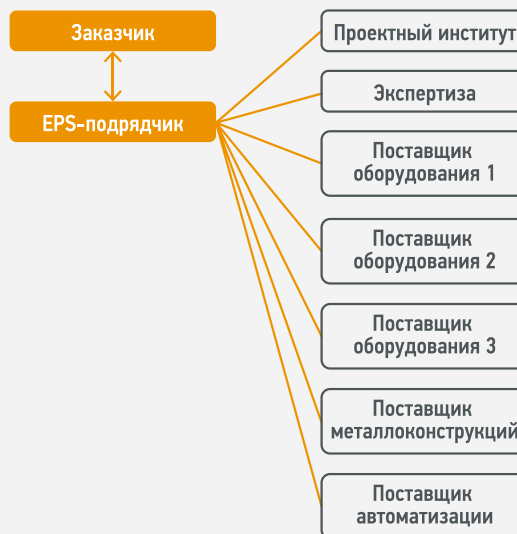 Заказчик
EPS-подрядчик
Проектный институт
Экспертиза
Поставщик
оборудования 1
Поставщик
оборудования 2
Поставщик
оборудования 3
Поставщик
металлоконструкций
Поставщик
автоматизации